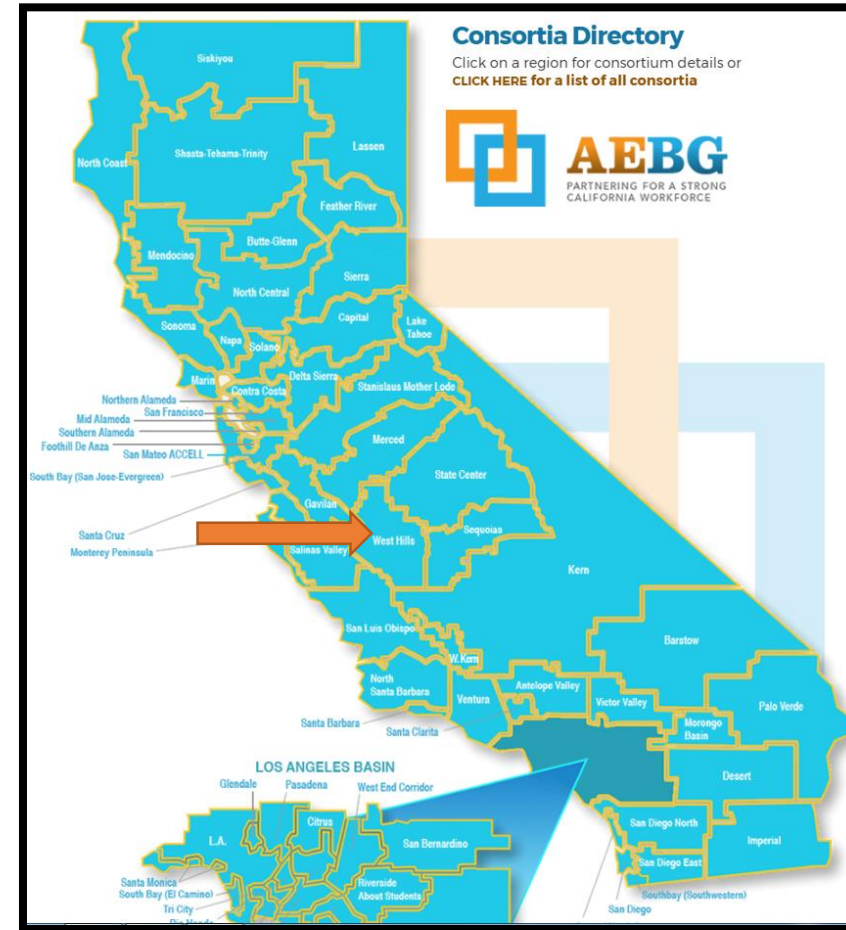 Consortia Directory
Click on a region for consortium details or
CLICK HERE for a list of all consortia
AEBG
PARTNERING FOR A STRONG
CALIFORNIA WORKFORCE
Siskiyou
North Coast
Shasta-Tehama-Trinity
Lassen
Feather River
Butte-Glenn
Mendocino
Sierra
North Central
Capital
Lake
Tahoe
Sonoma
Napa
Solano
Marin
Contra Costa
Delta Sierra
Stanislaus Mother Lode
Northern Alameda
San Francisco
Mid Alameda
Southern Alameda
Foothill De Anza
San Mateo ACCELL
South Bay (San Jose-Evergreen)
Merced
State Center
Gavilan
Santa Cruz
Monterey Peninsula
Salinas Valley
West Hills
Sequoias
Kern
San Luis Obispo
W. Kern
Barstow
North
Santa Barbara
Ventura
Antelope Valley
Victor Valley
Palo Verde
Morongo
Basin
Santa Barbara
Santa Clarita
Desert
San Diego North
Imperial
San Diego East
Southbay (Southwestern)
San Diego
LOS ANGELES BASIN
Glendale
Pasadena
West End Corridor
Citrus
L.A.
San Bernardino
Santa Monica
South Bay (El Camino)
Tri City
Rio Hondo
Riverside
About Students